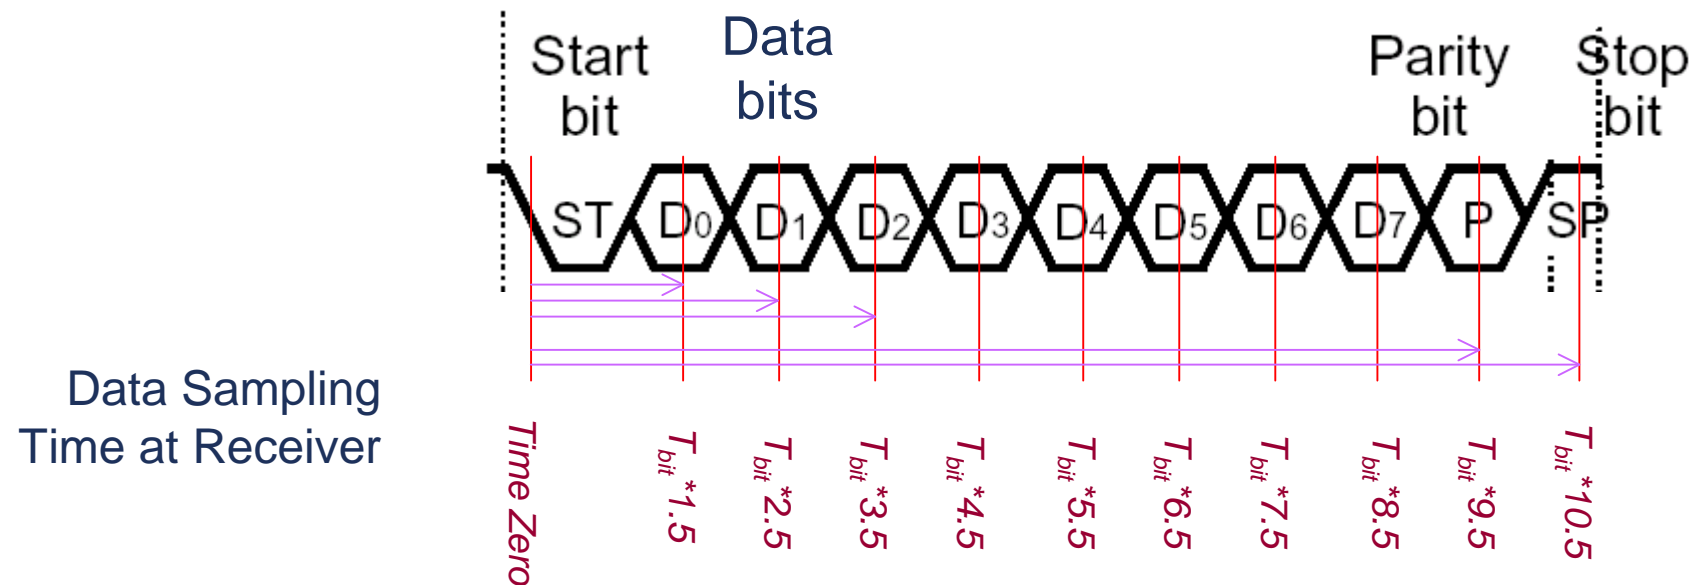 Start
bit
Data
bits
Parity
bit
Stop
bit
ST
D0
D1
D2
D3
D4
D5
D6
D7
P
SP
Data Sampling
Time at Receiver
Time Zero
Tbit *1.5
Tbit *2.5
Tbit *3.5
Tbit *4.5
Tbit *5.5
Tbit *6.5
Tbit *7.5
Tbit *8.5
Tbit *9.5
Tbit *10.5